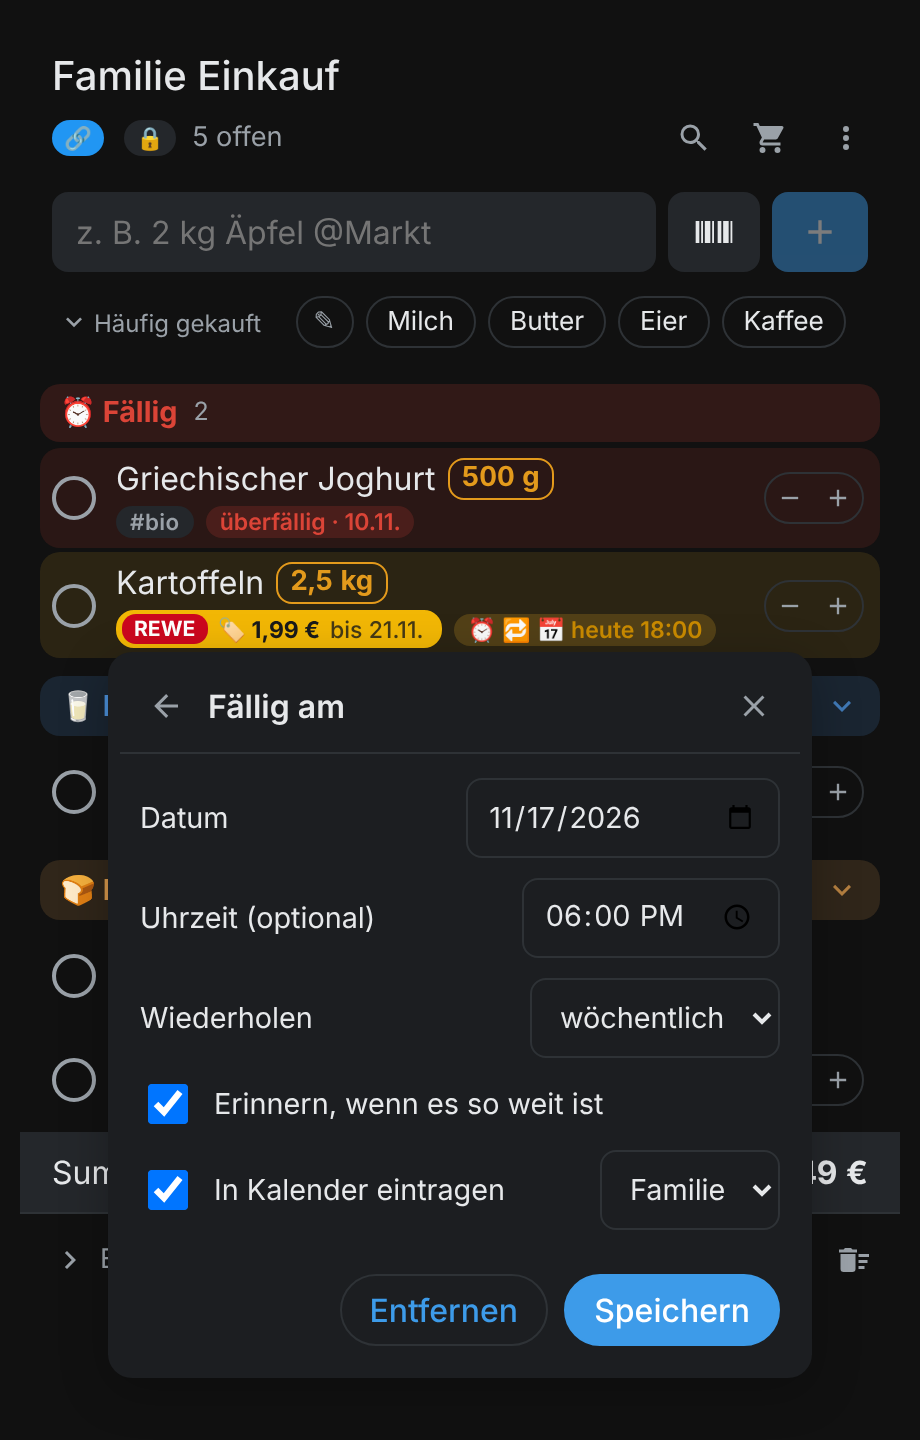 Familie Einkauf
5 offen
z. B. 2 kg Äpfel @Markt
Häufig gekauft
Milch
Butter
Eier
Kaffee
Fällig 2
Griechischer Joghurt 500 g
#bio überfällig · 10.11.
Kartoffeln 2,5 kg
REWE 1,99 € bis 21.11. heute 18:00
Fällig am
Datum 11/17/2026
Uhrzeit (optional) 06:00 PM
Wiederholen wöchentlich
Erinnern, wenn es so weit ist
In Kalender eintragen Familie
9 €
Entfernen Speichern